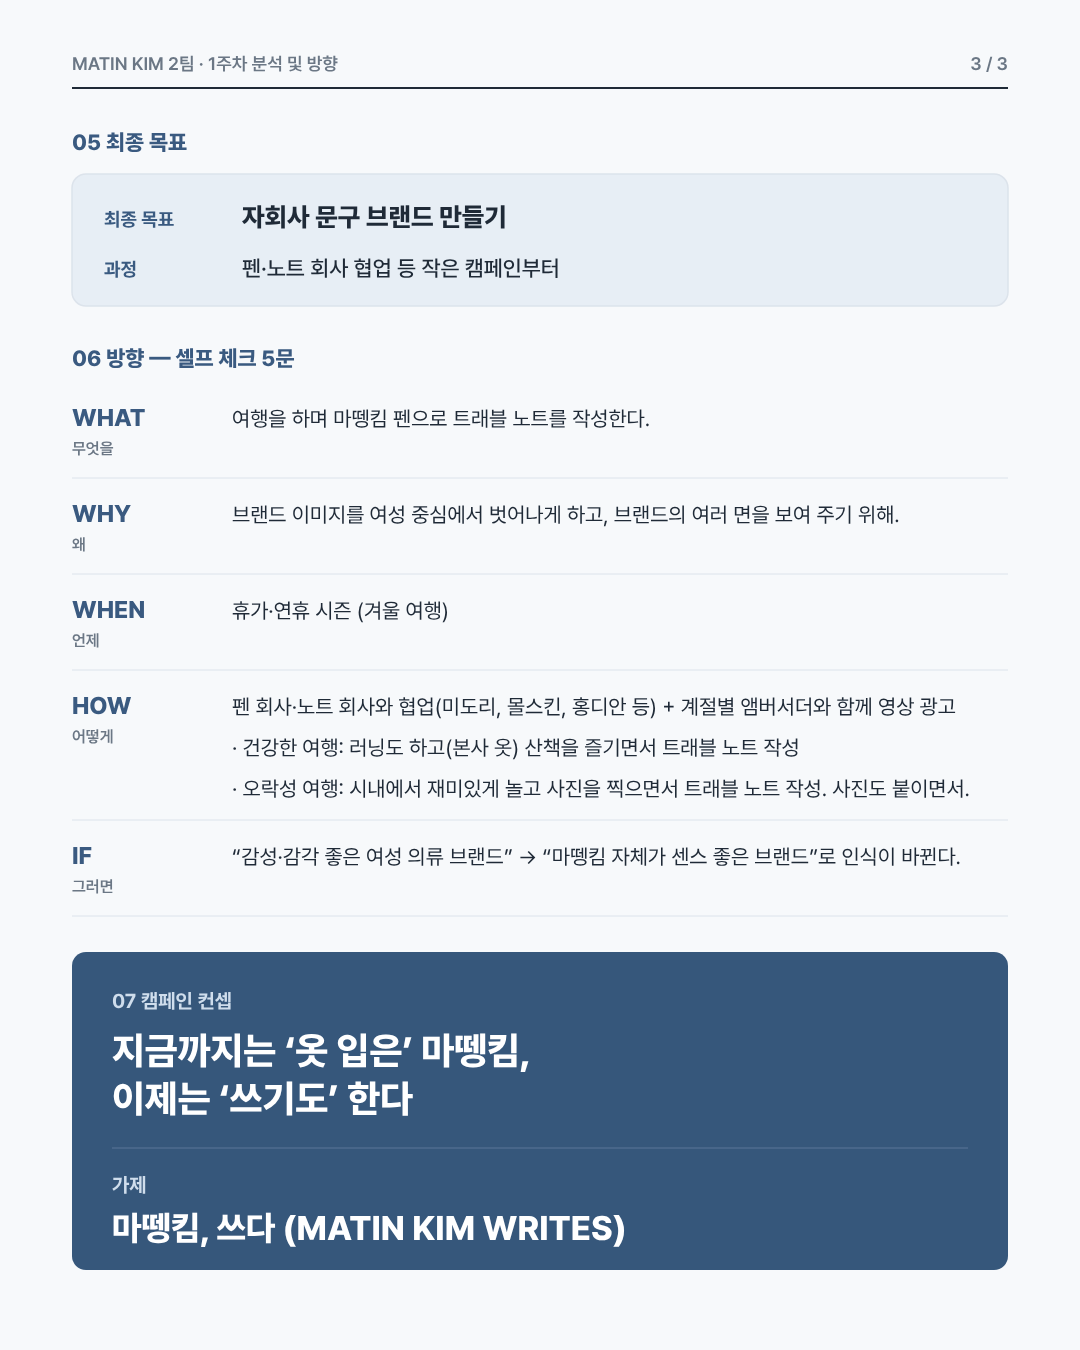 MATIN KIM 2팀 · 1주차 분석 및 방향
3 / 3
05 최종 목표
최종 목표 자회사 문구 브랜드 만들기
과정 펜·노트 회사 협업 등 작은 캠페인부터
06 방향 — 셀프 체크 5문
WHAT 여행을 하며 마뗑킴 펜으로 트래블 노트를 작성한다.
무엇을
WHY 브랜드 이미지를 여성 중심에서 벗어나게 하고, 브랜드의 여러 면을 보여 주기 위해.
왜
WHEN 휴가·연휴 시즌 (겨울 여행)
언제
HOW 펜 회사·노트 회사와 협업(미도리, 몰스킨, 홍디안 등) + 계절별 앰버서더와 함께 영상 광고
어떻게
· 건강한 여행: 러닝도 하고(본사 옷) 산책을 즐기면서 트래블 노트 작성
· 오락성 여행: 시내에서 재미있게 놀고 사진을 찍으면서 트래블 노트 작성. 사진도 붙이면서.
IF “감성·감각 좋은 여성 의류 브랜드” → “마뗑킴 자체가 센스 좋은 브랜드”로 인식이 바뀐다.
그러면
07 캠페인 컨셉
지금까지는 ‘옷 입은’ 마뗑킴,
이제는 ‘쓰기도’ 한다
가제
마뗑킴, 쓰다 (MATIN KIM WRITES)